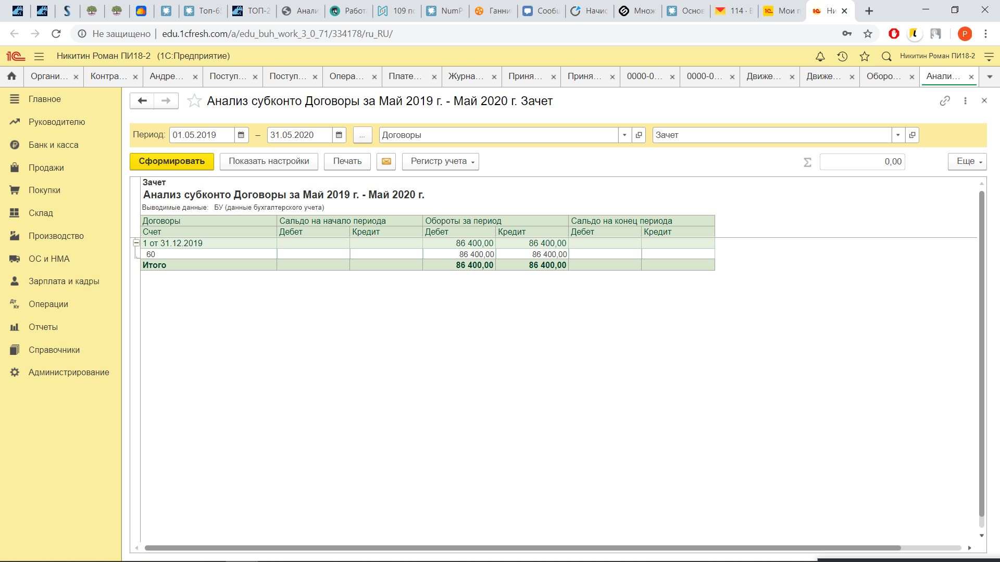 Топ-65
ТОП-2
Анали
Работа
109 по
NumP
Ганни
Сообщ
Начис
Множ
Основ
114 · В
Мои п
Ни
Не защищено
edu.1cfresh.com/a/edu_buh_work_3_0_71/334178/ru_RU/
P
Никитин Роман ПИ18-2 (1С:Предприятие)
Никитин Роман ПИ18-2
Органи...
Контра...
Андре...
Поступ...
Поступ...
Опера...
Плате...
Журна...
Приня...
Приня...
0000-0...
0000-0...
Движе...
Движе...
Оборо...
Анали...
Главное
Руководителю
Банк и касса
Продажи
Покупки
Склад
Производство
ОС и НМА
Зарплата и кадры
Операции
Отчеты
Справочники
Администрирование
Анализ субконто Договоры за Май 2019 г. - Май 2020 г. Зачет
Период: 01.05.2019 – 31.05.2020 ... Договоры Зачет
Сформировать Показать настройки Печать Регистр учета Σ 0,00 Еще
Зачет
Анализ субконто Договоры за Май 2019 г. - Май 2020 г.
Выводимые данные: БУ (данные бухгалтерского учета)
Договоры Сальдо на начало периода Обороты за период Сальдо на конец периода
Счет Дебет Кредит Дебет Кредит Дебет Кредит
1 от 31.12.2019 86 400,00 86 400,00
60 86 400,00 86 400,00
Итого 86 400,00 86 400,00